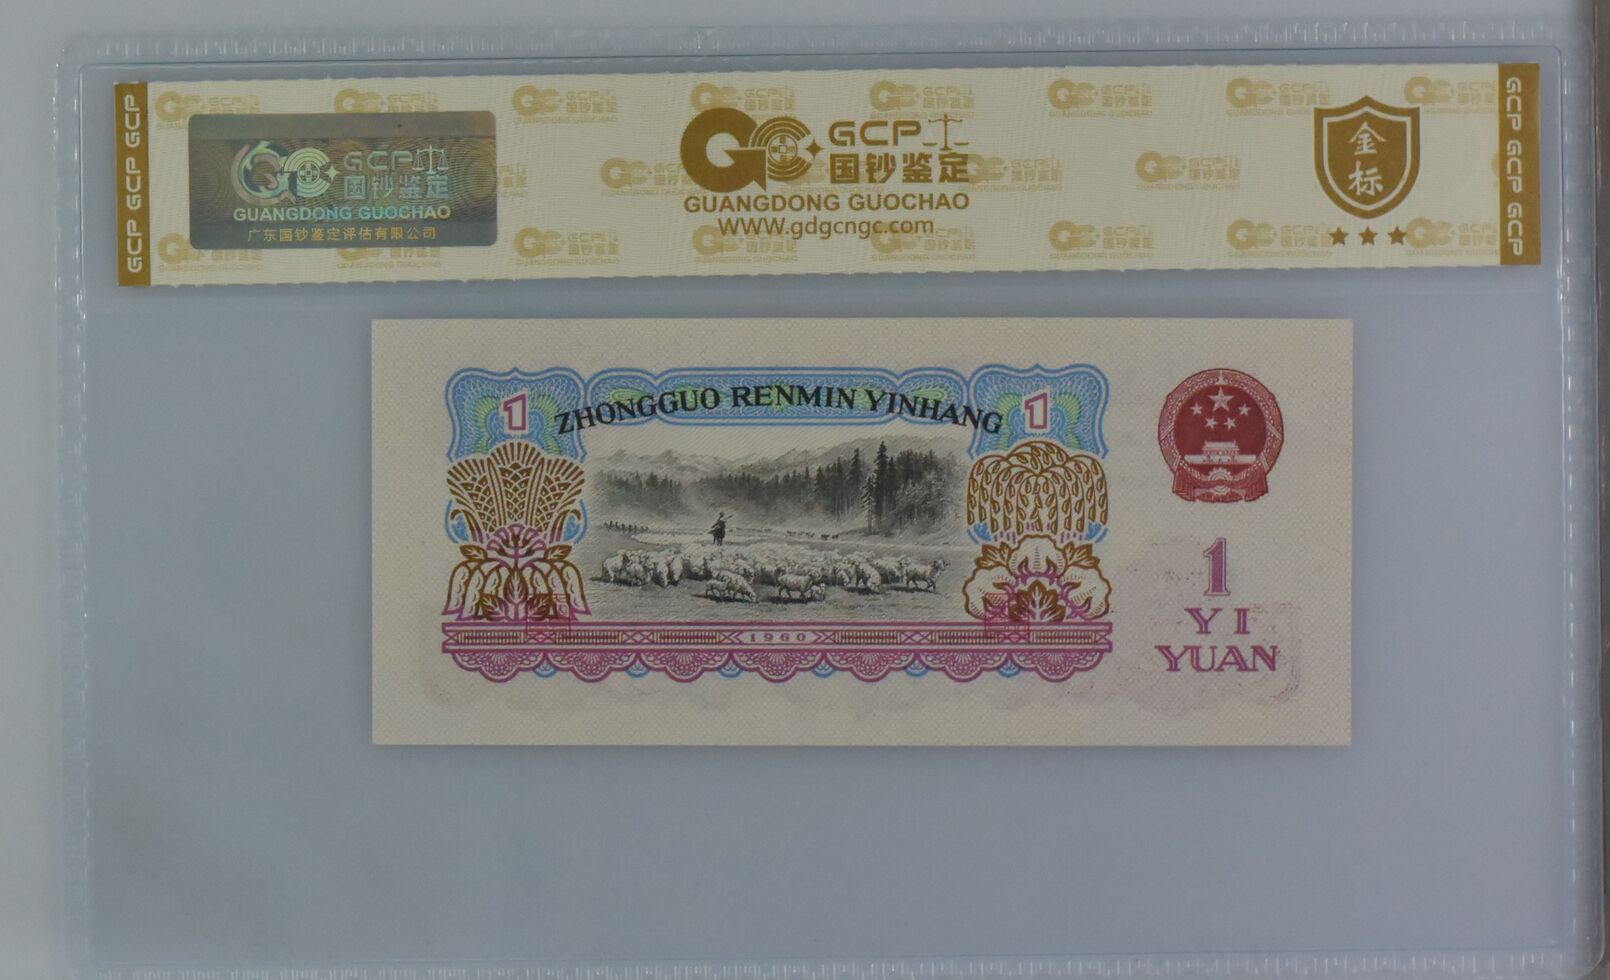 GCP GCP GCP
GCP
国钞鉴定
GUANGDONG GUOCHAO
广东国钞鉴定评估有限公司
GCP
国钞鉴定
GUANGDONG GUOCHAO
WWW.gdgcngc.com
金标
GCP GCP GCP
1
ZHONGGUO RENMIN YINHANG
1
1960
1
YI
YUAN